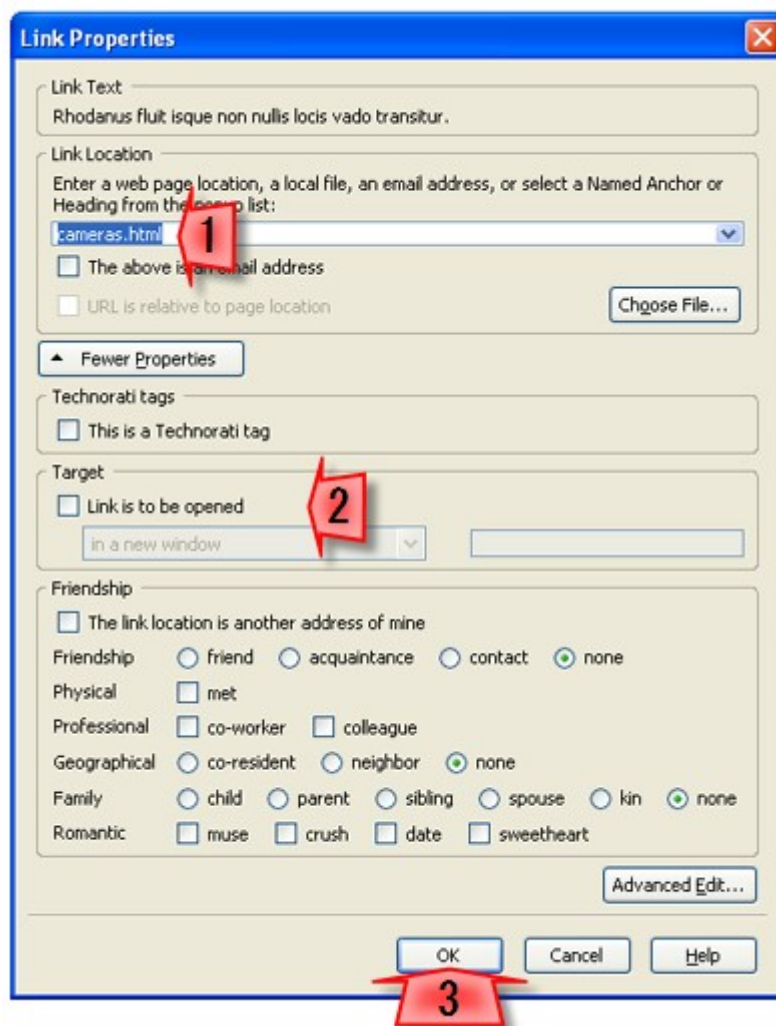 Link Properties
Link Text
Rhodanus fluit isque non nullis locis vado transitur.
Link Location
Enter a web page location, a local file, an email address, or select a Named Anchor or
Heading from the popup list:
cameras.html
1
The above is an email address
URL is relative to page location
Choose File...
Fewer Properties
Technorati tags
This is a Technorati tag
Target
Link is to be opened
2
in a new window
Friendship
The link location is another address of mine
Friendship friend acquaintance contact none
Physical met
Professional co-worker colleague
Geographical co-resident neighbor none
Family child parent sibling spouse kin none
Romantic muse crush date sweetheart
Advanced Edit...
OK Cancel Help
3